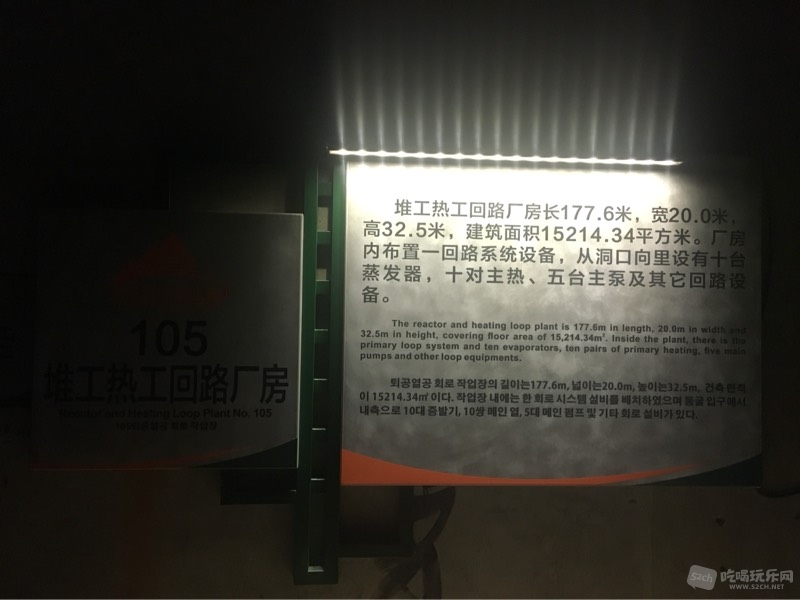 105
堆工热工回路厂房
Reactor and Heating Loop Plant No. 105
堆工热工回路厂房长177.6米，宽20.0米，
高32.5米，建筑面积15214.34平方米。厂房
内布置一回路系统设备，从洞口向里设有十台
蒸发器，十对主热、五台主泵及其它回路设
备。
The reactor and heating loop plant is 177.6m in length, 20.0m in width and
32.5m in height, covering floor area of 15,214.34m². Inside the plant, there is the
primary loop system and ten evaporators, ten pairs of primary heating, five main
pumps and other loop equipments.
퇴공열공 회로 작업장의 길이는177.6m, 넓이는20.0m, 높이는32.5m, 건축 면적
이 15214.34㎡ 이다. 작업장 내에는 한 회로 시스템 설비를 배치하였으며 동굴 입구에서
내측으로 10대 증발기, 10쌍 메인 열, 5대 메인 펌프 및 기타 회로 설비가 있다.
52ch 吃喝玩乐网
WWW.52CH.NET